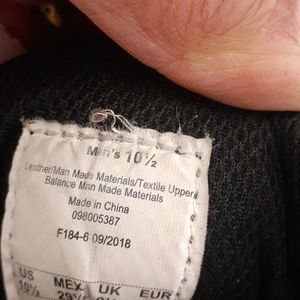 Men's 10½
Leather/Man Made Materials/Textile Upper
Balance Man Made Materials
Made in China
098005387
F184-6 09/2018
US MEX UK EUR
10½ 29½